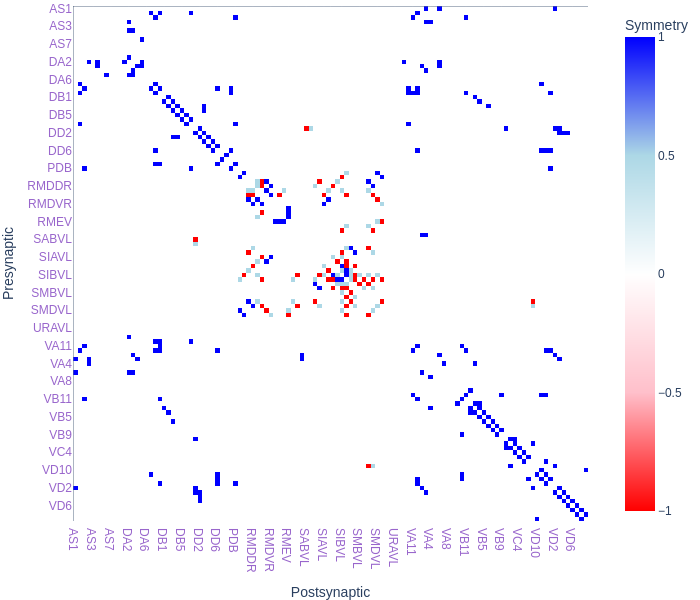 Symmetry
1
0.5
0
−0.5
−1
Presynaptic
AS1
AS3
AS7
DA2
DA6
DB1
DB5
DD2
DD6
PDB
RMDDR
RMDVR
RMEV
SABVL
SIAVL
SIBVL
SMBVL
SMDVL
URAVL
VA11
VA4
VA8
VB11
VB5
VB9
VC4
VD10
VD2
VD6
AS1
AS3
AS7
DA2
DA6
DB1
DB5
DD2
DD6
PDB
RMDDR
RMDVR
RMEV
SABVL
SIAVL
SIBVL
SMBVL
SMDVL
URAVL
VA11
VA4
VA8
VB11
VB5
VB9
VC4
VD10
VD2
VD6
Postsynaptic